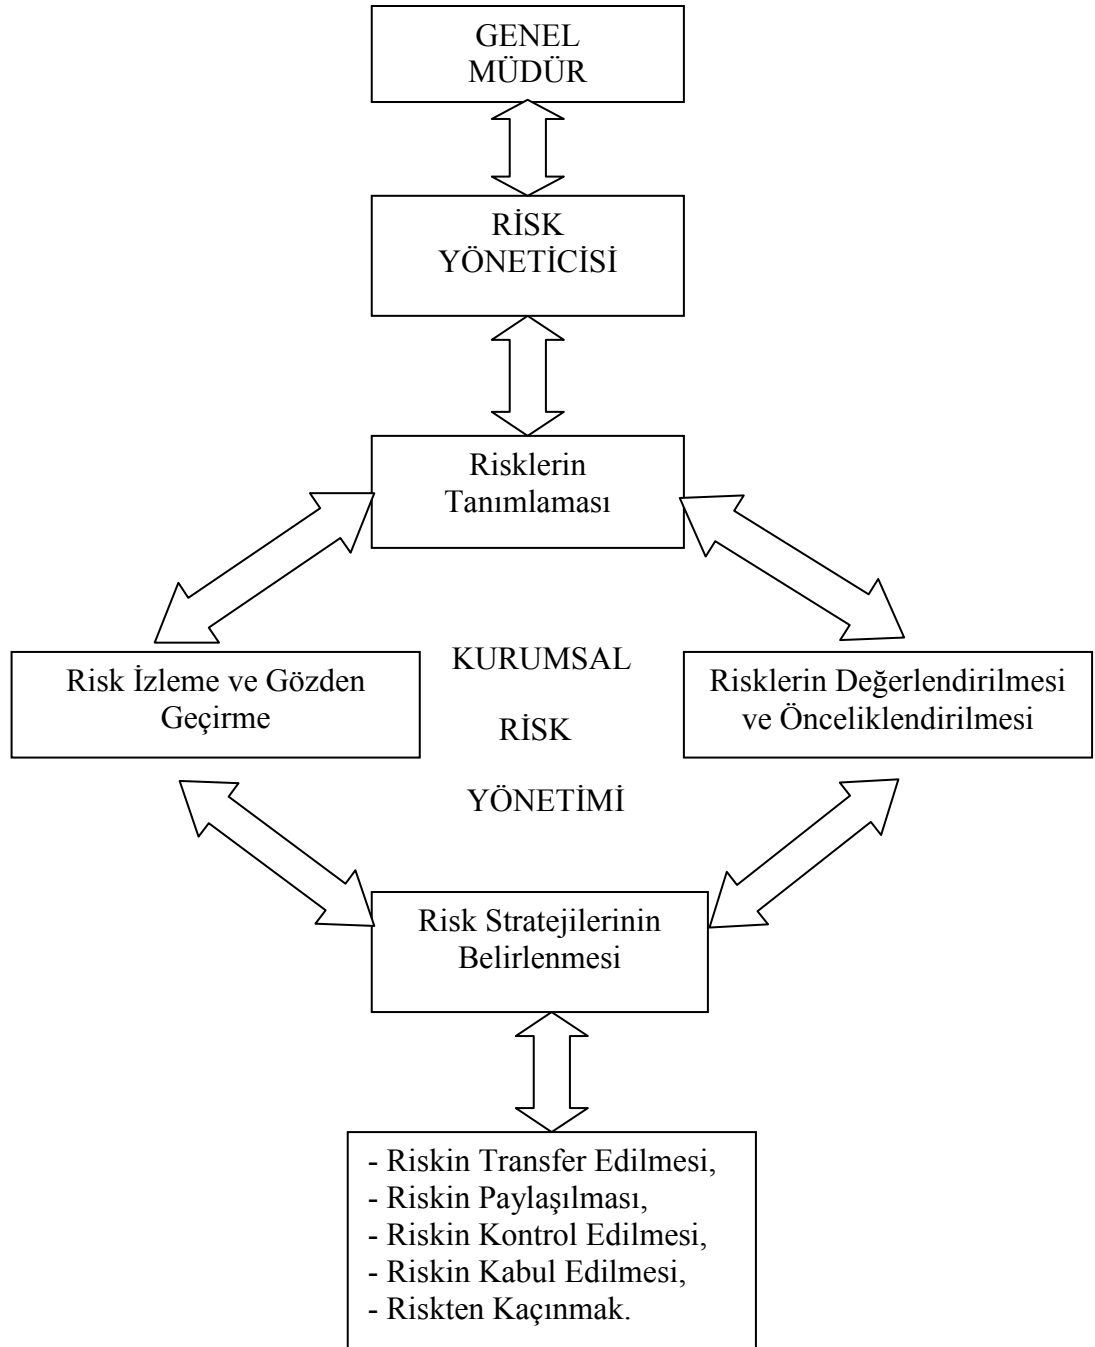 GENEL
MÜDÜR
RİSK
YÖNETİCİSİ
Risklerin
Tanımlaması
Risk İzleme ve Gözden
Geçirme
KURUMSAL
RİSK
YÖNETİMİ
Risklerin Değerlendirilmesi
ve Önceliklendirilmesi
Risk Stratejilerinin
Belirlenmesi
- Riskin Transfer Edilmesi,
- Riskin Paylaşılması,
- Riskin Kontrol Edilmesi,
- Riskin Kabul Edilmesi,
- Riskten Kaçınmak.